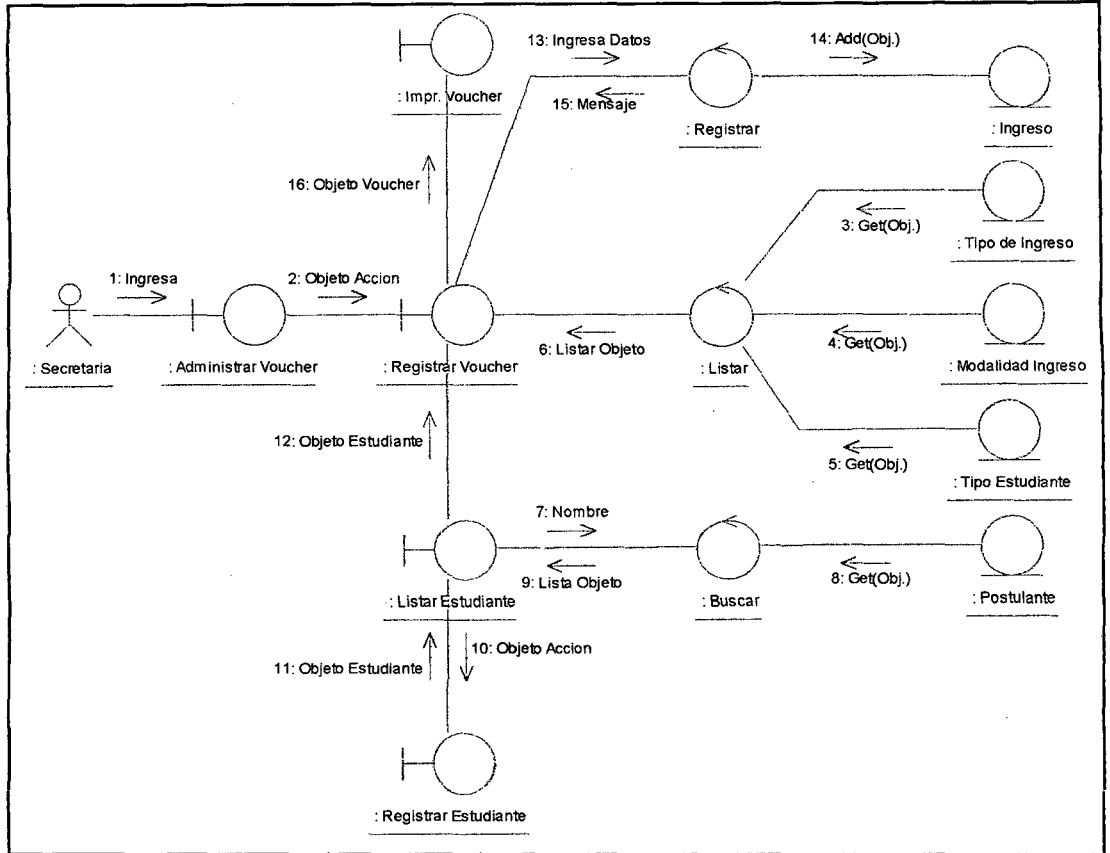 13: Ingresa Datos
14: Add(Obj.)
: Impr. Voucher
15: Mensaje
: Registrar
: Ingreso
16: Objeto Voucher
3: Get(Obj.)
: Tipo de Ingreso
1: Ingresa
2: Objeto Accion
6: Listar Objeto
4: Get(Obj.)
: Secretaria
: Administrar Voucher
: Registrar Voucher
: Listar
: Modalidad Ingreso
12: Objeto Estudiante
5: Get(Obj.)
: Tipo Estudiante
7: Nombre
9: Lista Objeto
8: Get(Obj.)
: Listar Estudiante
: Buscar
: Postulante
10: Objeto Accion
11: Objeto Estudiante
: Registrar Estudiante